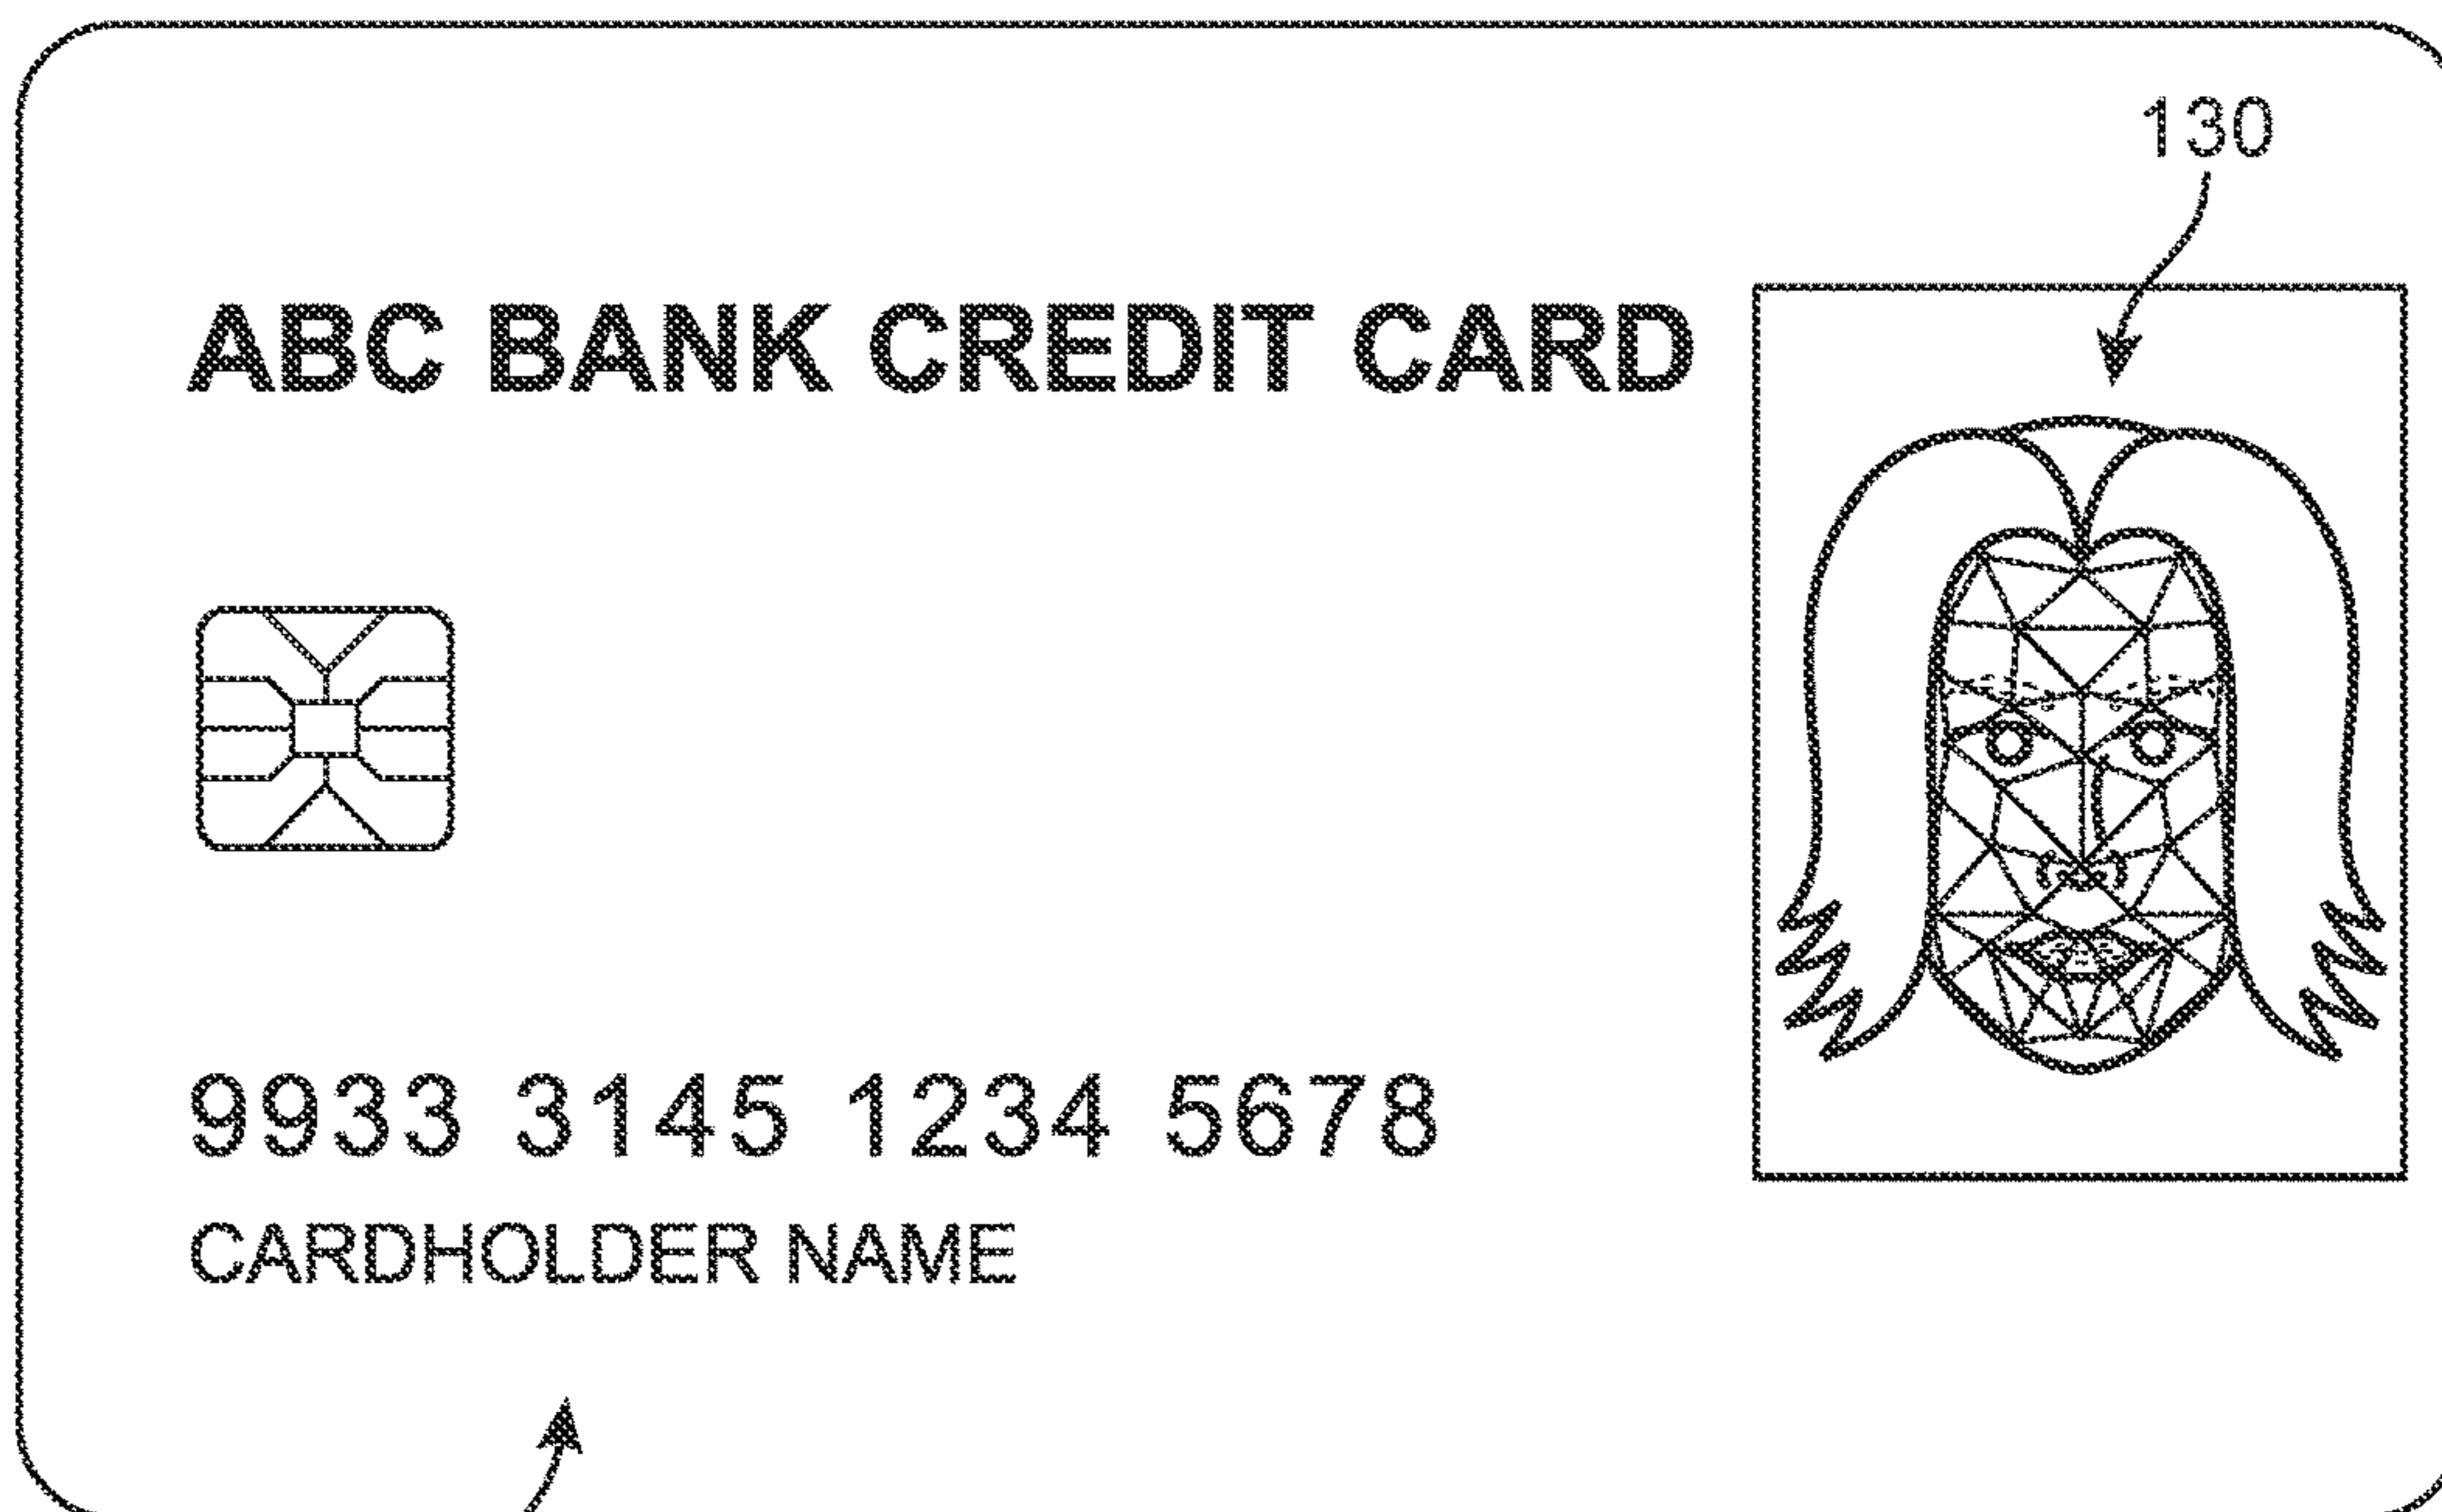 130
ABC BANK CREDIT CARD
9933 3145 1234 5678
CARDHOLDER NAME